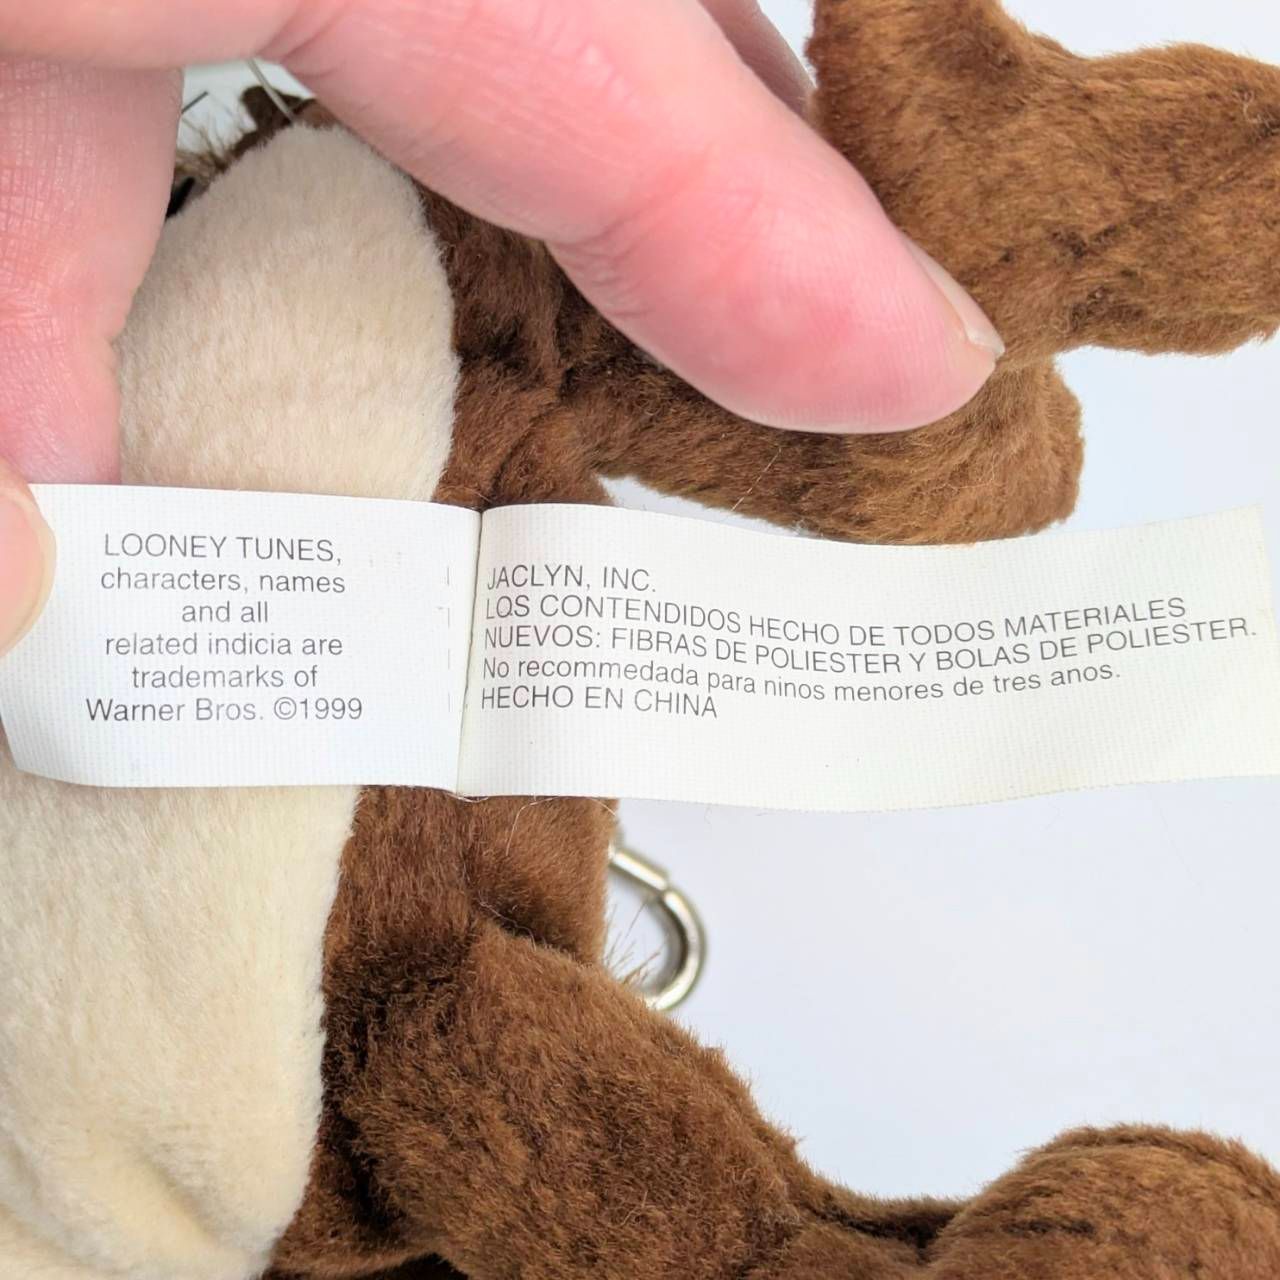 LOONEY TUNES,
characters, names
and all
related indicia are
trademarks of
Warner Bros. ©1999
JACLYN, INC.
LOS CONTENDIDOS HECHO DE TODOS MATERIALES
NUEVOS: FIBRAS DE POLIESTER Y BOLAS DE POLIESTER.
No recommedada para ninos menores de tres anos.
HECHO EN CHINA